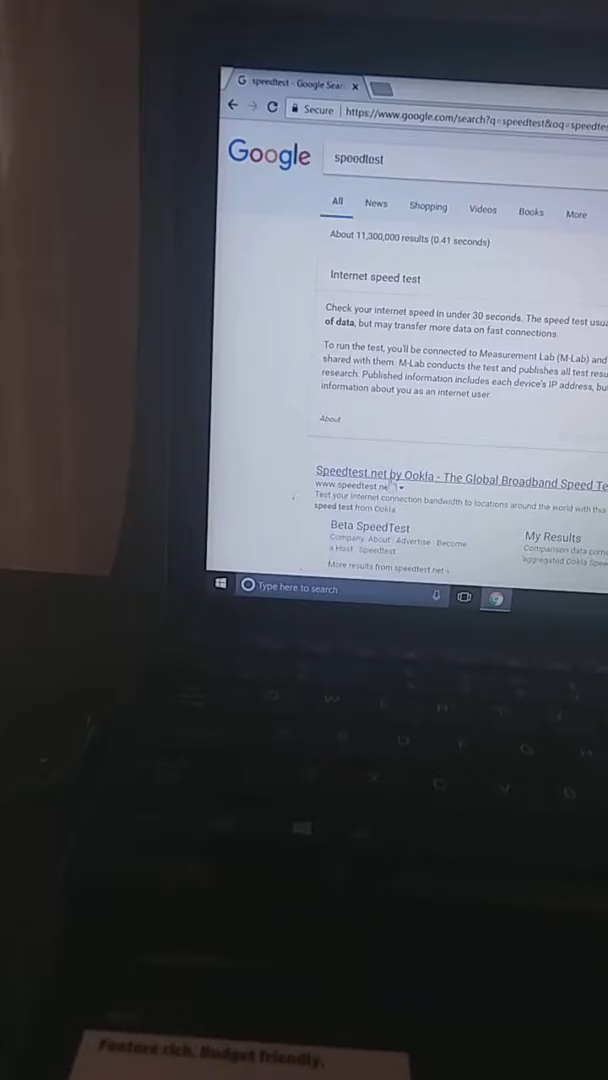 speedtest - Google Sear
Secure | https://www.google.com/search?q=speedtest&oq=speedtes
Google
speedtest
All News Shopping Videos Books More
About 11,300,000 results (0.41 seconds)
Internet speed test
Check your internet speed in under 30 seconds. The speed test usua
of data, but may transfer more data on fast connections.
To run the test, you'll be connected to Measurement Lab (M-Lab) and
shared with them. M-Lab conducts the test and publishes all test resu
research. Published information includes each device's IP address, bu
information about you as an internet user
About
Speedtest.net by Ookla - The Global Broadband Speed Te
www.speedtest.ne
Test your Internet connection bandwidth to locations around the world with this
speed test from Ookla.
Beta SpeedTest
Company. About · Advertise · Become
a Host · Speedtest
My Results
Comparison data
aggregated Ookla Spee
More results from speedtest.net »
Type here to search
Feature rich. Budget friendly.